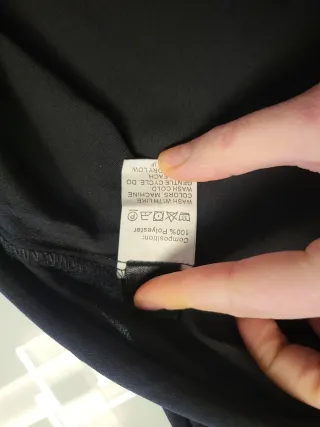 Composition:
100% Polyester
WASH WITH LIKE
COLORS MACHINE
WASH COLD
GENTLE CYCLE DO